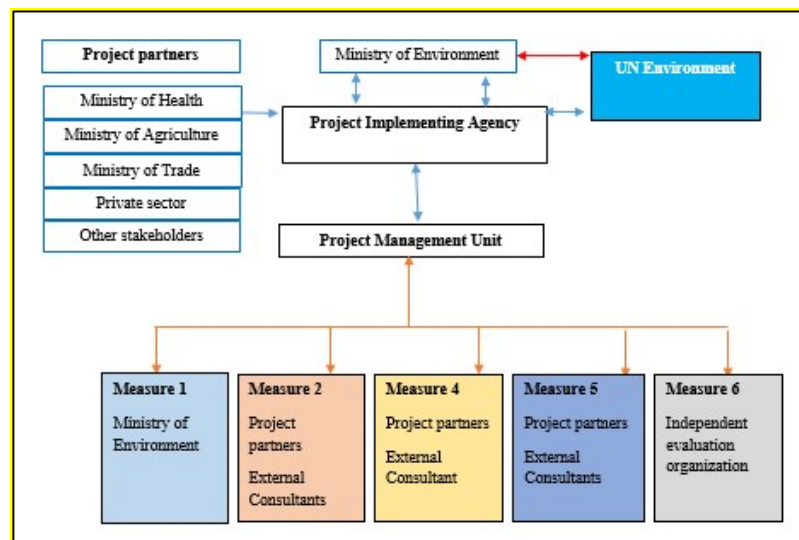 Project partners
Ministry of Environment
UN Environment
Ministry of Health
Ministry of Agriculture
Ministry of Trade
Private sector
Other stakeholders
Project Implementing Agency
Project Management Unit
Measure 1
Ministry of
Environment
Measure 2
Project
partners
External
Consultants
Measure 4
Project partners
External
Consultant
Measure 5
Project partners
External
Consultants
Measure 6
Independent
evaluation
organization